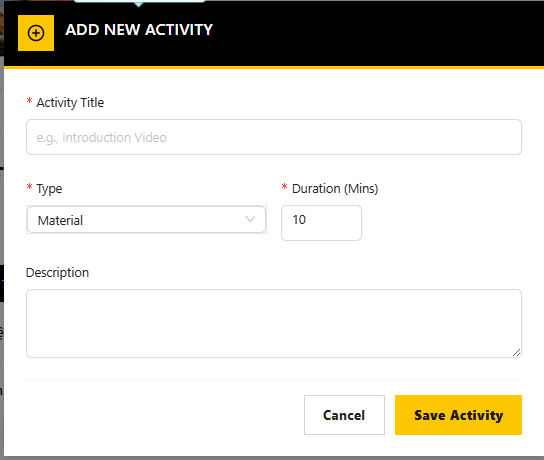 ADD NEW ACTIVITY
* Activity Title
e.g., Introduction Video
* Type
* Duration (Mins)
Material
10
Description
Cancel
Save Activity